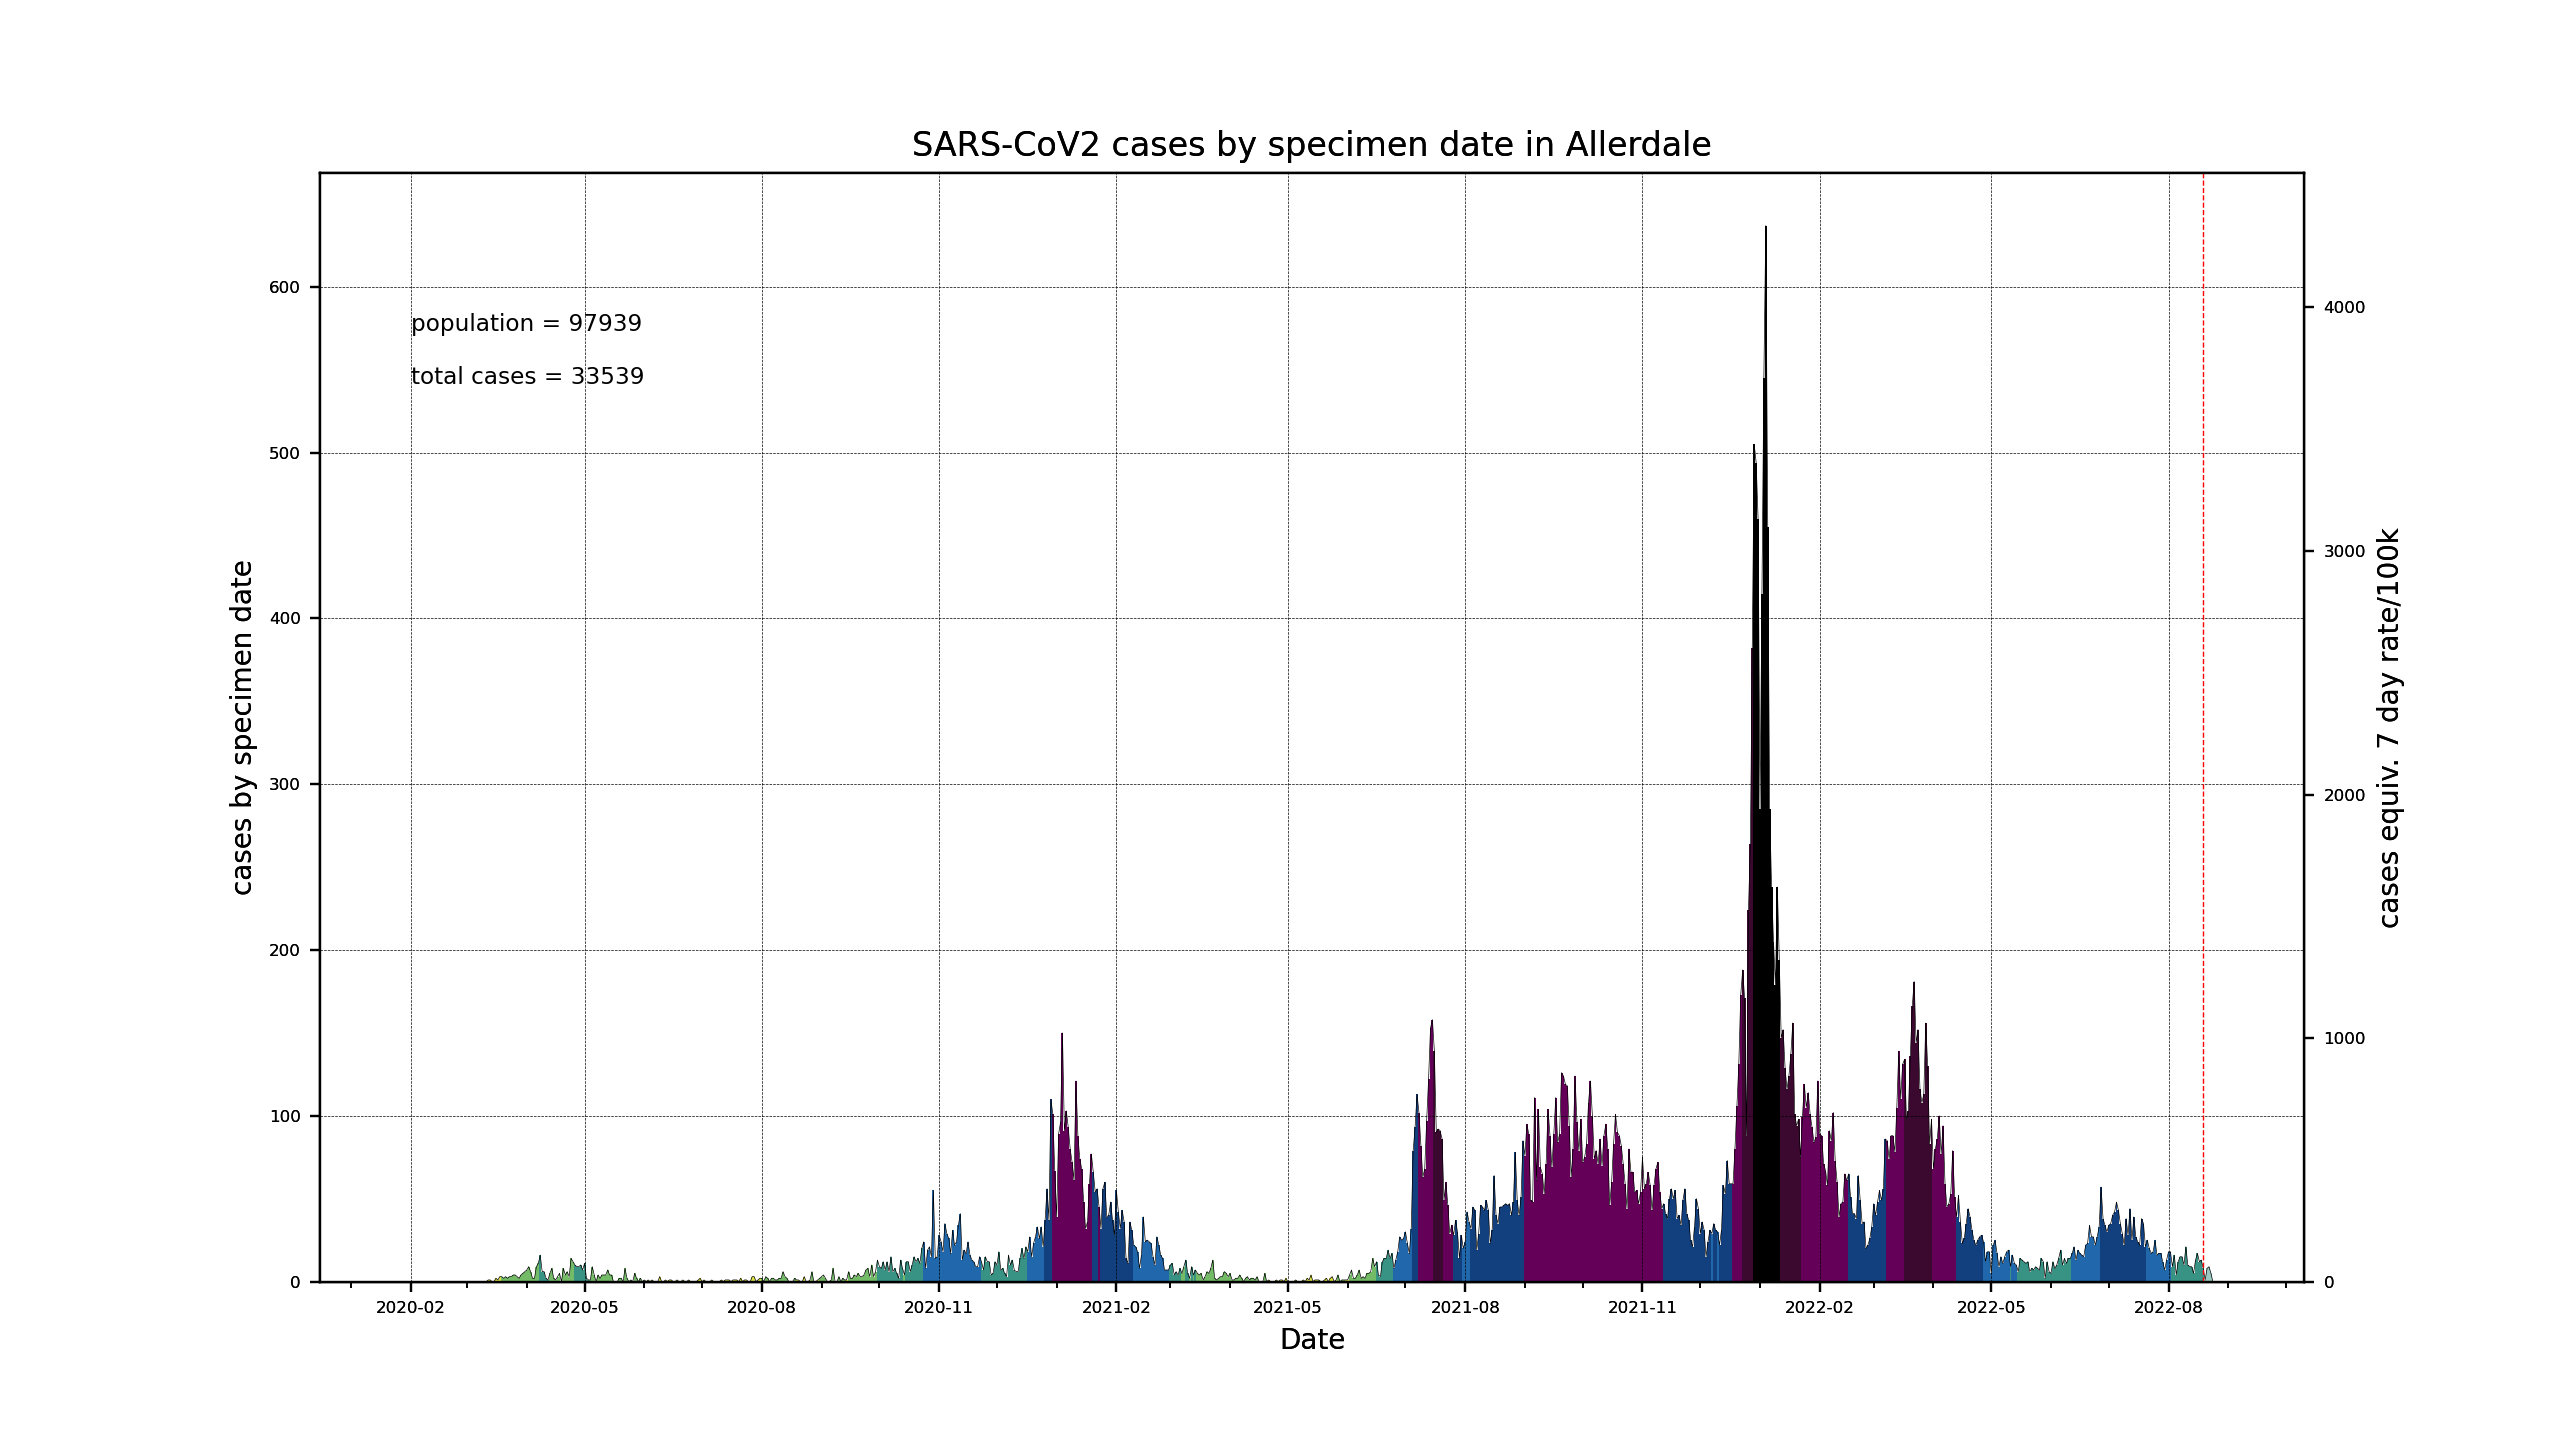 SARS-CoV2 cases by specimen date in Allerdale
population = 97939
total cases = 33539
cases by specimen date
600
500
400
300
200
100
0
4000
3000
2000
1000
0
cases equiv. 7 day rate/100k
2020-02 2020-05 2020-08 2020-11 2021-02 2021-05 2021-08 2021-11 2022-02 2022-05 2022-08
Date